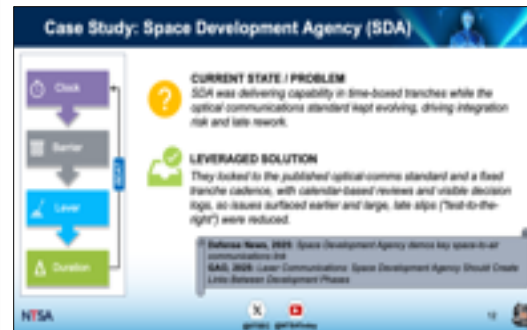 Case Study: Space Development Agency (SDA)
Clock
CURRENT STATE / PROBLEM
SDA was delivering capability in time-boxed tranches while the
optical communications standard kept evolving, driving integration
risk and late rework.
Barrier
LEVERAGED SOLUTION
They locked to the published optical-comms standard and a fixed
tranche cadence, with calendar-based reviews and visible decision
logs, so issues surfaced earlier and large, late slips ("test-to-the-
right") were reduced.
Lever
Duration
Defense News, 2025: Space Development Agency demos key space-to-air
communications link
GAO, 2025: Laser Communications: Space Development Agency Should Create
Links Between Development Phases
NTSA
12